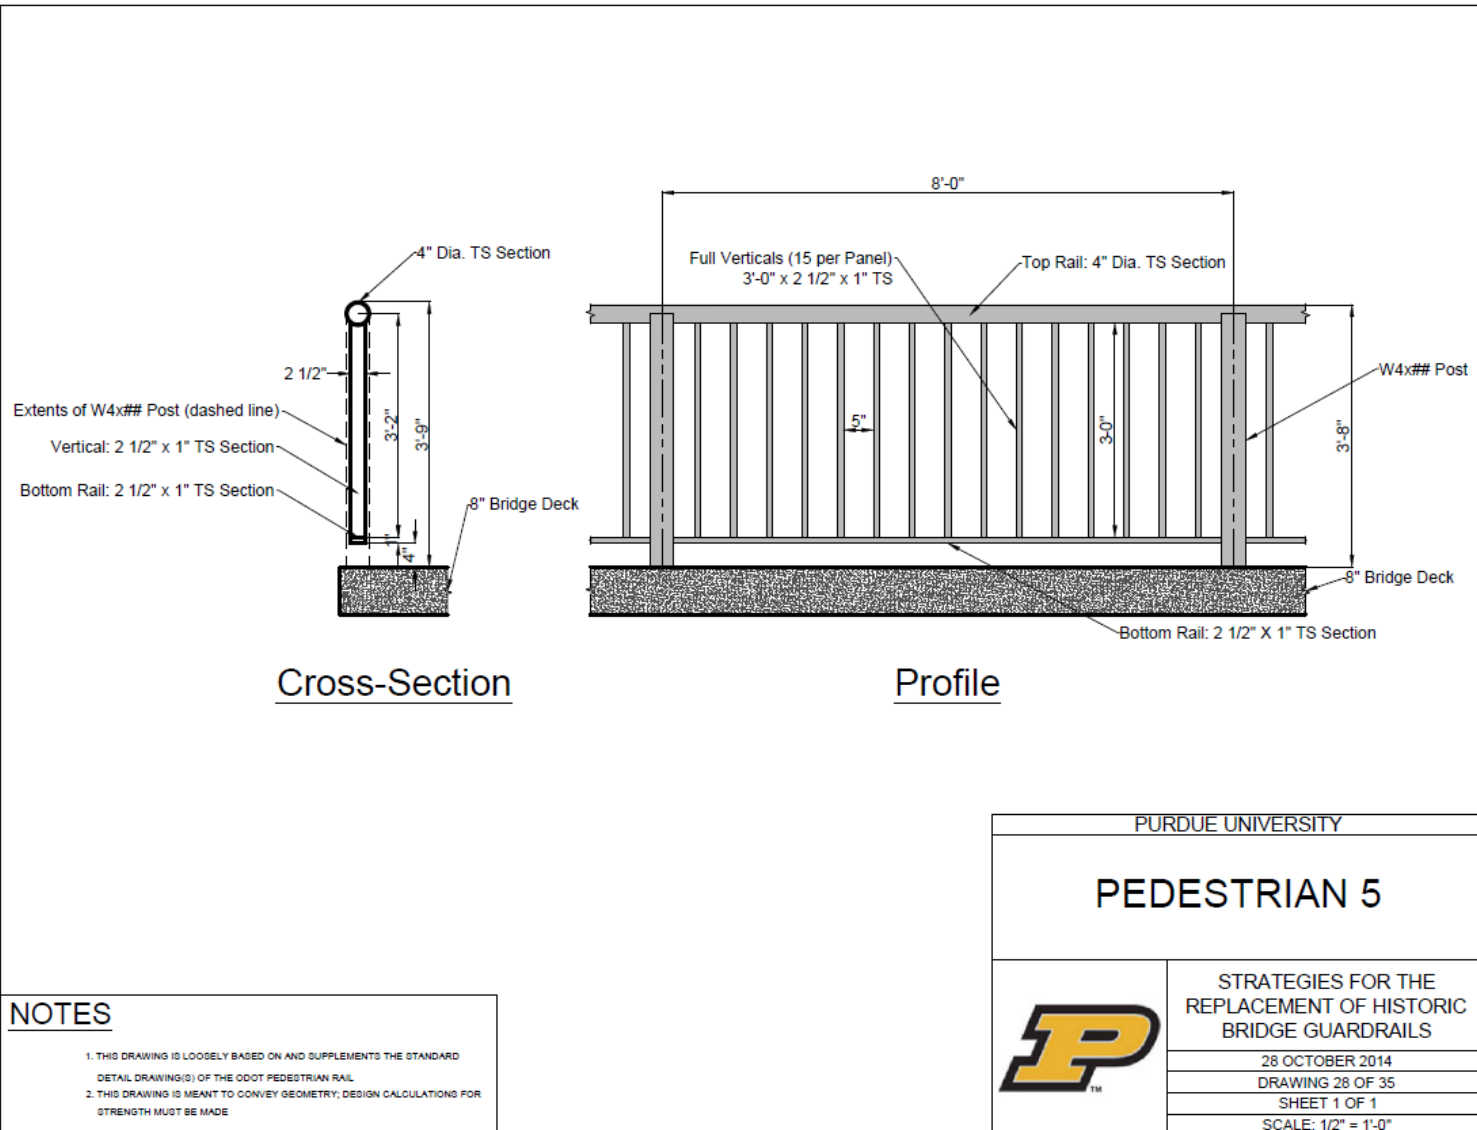 8'-0"
4" Dia. TS Section
Full Verticals (15 per Panel)
3'-0" x 2 1/2" x 1" TS
Top Rail: 4" Dia. TS Section
2 1/2"
Extents of W4x## Post (dashed line)
Vertical: 2 1/2" x 1" TS Section
Bottom Rail: 2 1/2" x 1" TS Section
3'-2"
3'-9"
1"
4"
8" Bridge Deck
5"
3-0"
3'-8"
W4x## Post
8" Bridge Deck
Bottom Rail: 2 1/2" X 1" TS Section
Cross-Section
Profile
PURDUE UNIVERSITY
PEDESTRIAN 5
P
TM
STRATEGIES FOR THE
REPLACEMENT OF HISTORIC
BRIDGE GUARDRAILS
28 OCTOBER 2014
DRAWING 28 OF 35
SHEET 1 OF 1
SCALE: 1/2" = 1'-0"
NOTES
1. THIS DRAWING IS LOOSELY BASED ON AND SUPPLEMENTS THE STANDARD
DETAIL DRAWING(S) OF THE ODOT PEDESTRIAN RAIL
2. THIS DRAWING IS MEANT TO CONVEY GEOMETRY; DESIGN CALCULATIONS FOR
STRENGTH MUST BE MADE